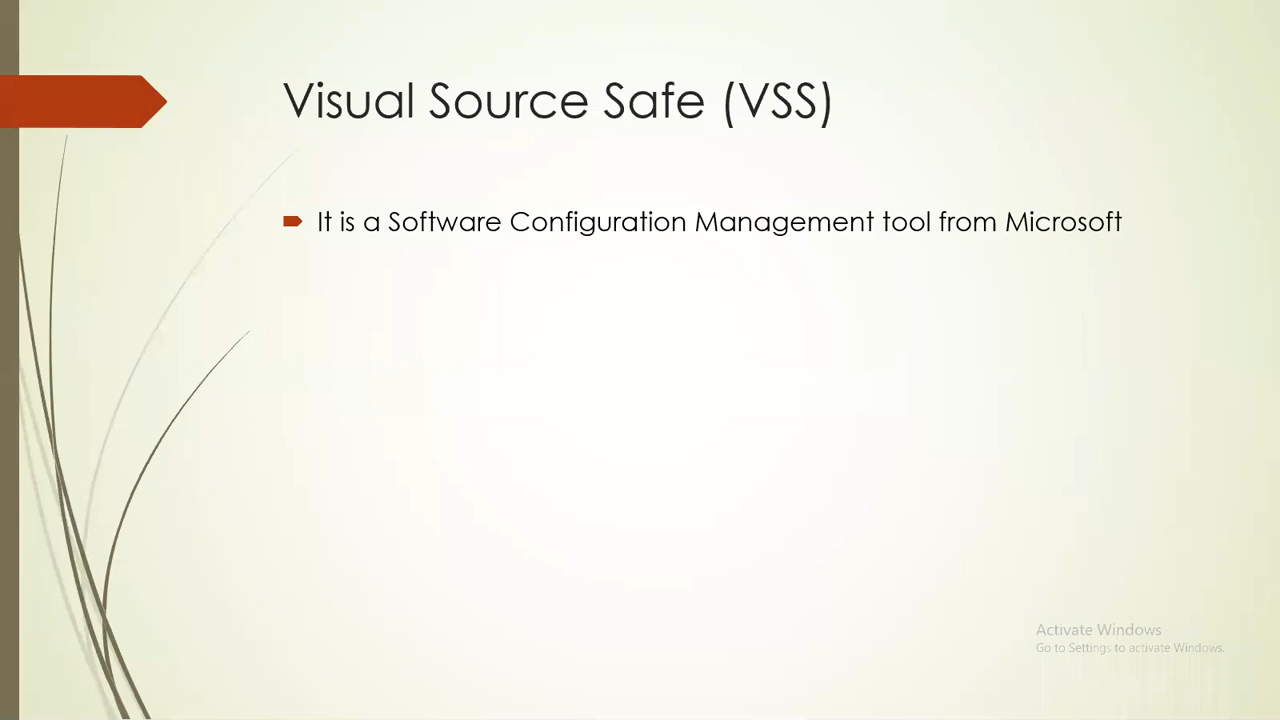 Visual Source Safe (VSS)
It is a Software Configuration Management tool from Microsoft
Activate Windows
Go to Settings to activate Windows.